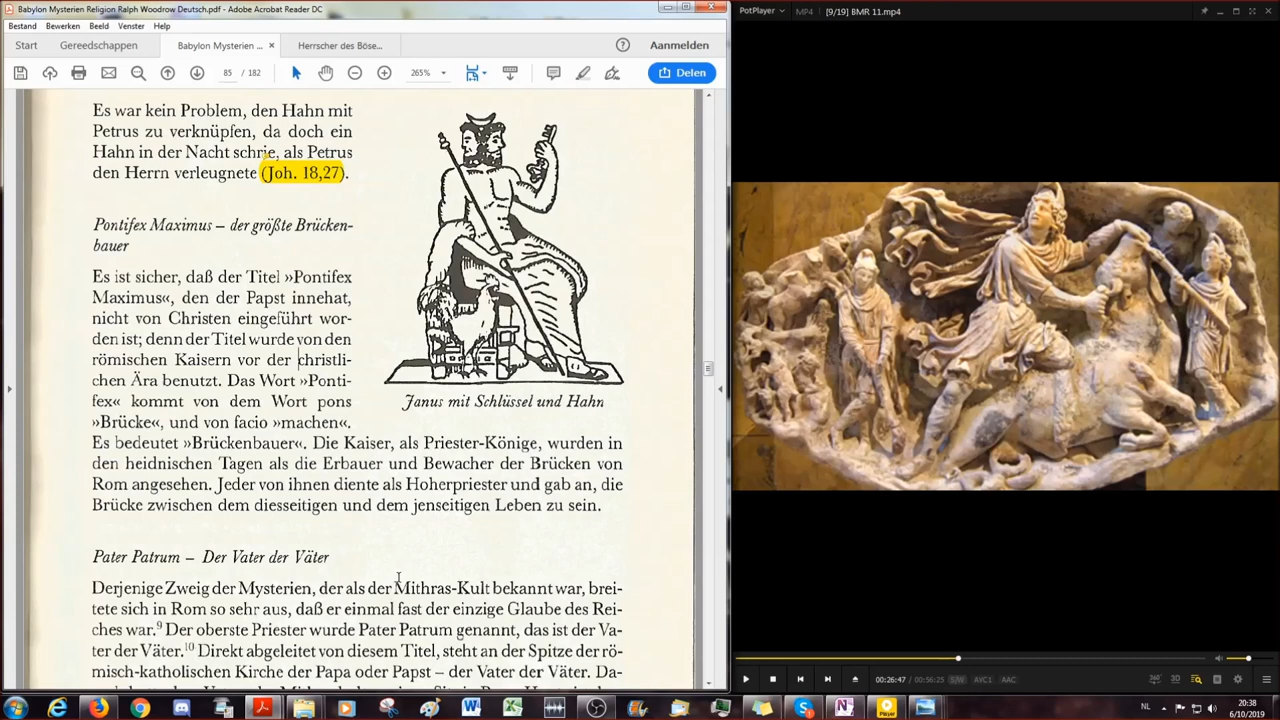 Babylon Mysterien Religion Ralph Woodrow Deutsch.pdf - Adobe Acrobat Reader DC
Bestand Bewerken Beeld Venster Help
Start Gereedschappen Babylon Mysterien ... × Herrscher des Böse... Aanmelden
85 / 182 265% Delen
Es war kein Problem, den Hahn mit
Petrus zu verknüpfen, da doch ein
Hahn in der Nacht schrie, als Petrus
den Herrn verleugnete (Joh. 18,27).
Pontifex Maximus – der größte Brücken-
bauer
Es ist sicher, daß der Titel »Pontifex
Maximus«, den der Papst innehat,
nicht von Christen eingeführt wor-
den ist; denn der Titel wurde von den
römischen Kaisern vor der christli-
chen Ära benutzt. Das Wort »Ponti-
fex« kommt von dem Wort pons
»Brücke«, und von facio »machen«.
Janus mit Schlüssel und Hahn
Es bedeutet »Brückenbauer«. Die Kaiser, als Priester-Könige, wurden in
den heidnischen Tagen als die Erbauer und Bewacher der Brücken von
Rom angesehen. Jeder von ihnen diente als Hoherpriester und gab an, die
Brücke zwischen dem diesseitigen und dem jenseitigen Leben zu sein.
Pater Patrum – Der Vater der Väter
Derjenige Zweig der Mysterien, der als der Mithras-Kult bekannt war, brei-
tete sich in Rom so sehr aus, daß er einmal fast der einzige Glaube des Rei-
ches war.⁹ Der oberste Priester wurde Pater Patrum genannt, das ist der Va-
ter der Väter.¹⁰ Direkt abgeleitet von diesem Titel, steht an der Spitze der rö-
misch-katholischen Kirche der Papa oder Papst – der Vater der Väter. Da-
PotPlayer MP4 [9/19] BMR 11.mp4
00:26:47 / 00:56:25 S/W AVC1 AAC
360° 3D
NL 20:38
6/10/2019